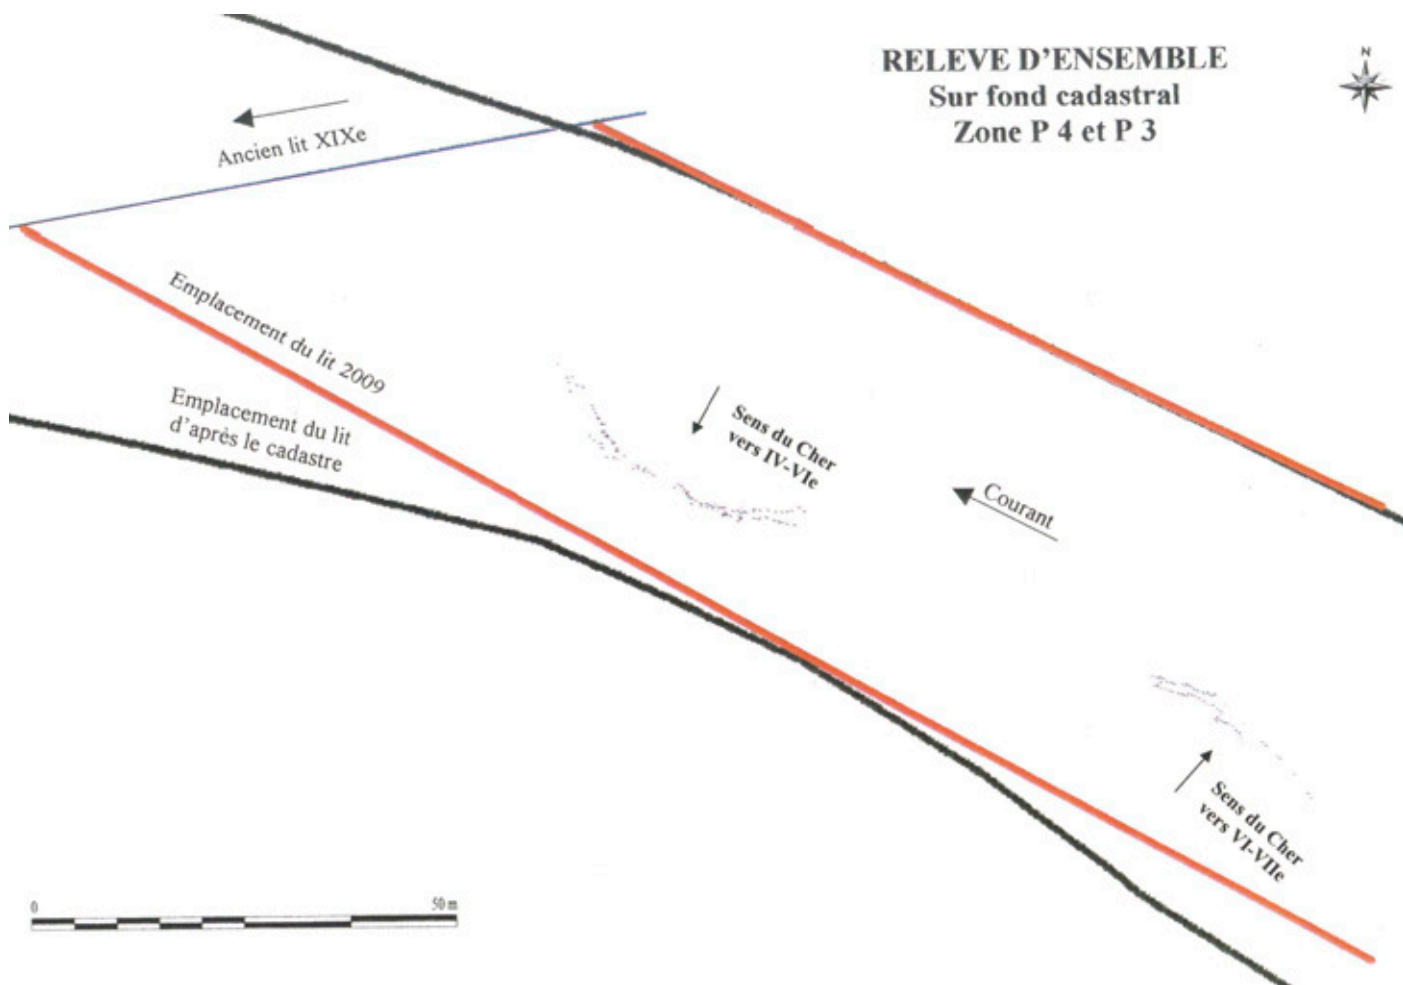 RELEVE D'ENSEMBLE
Sur fond cadastral
Zone P 4 et P 3
N
Ancien lit XIXe
Emplacement du lit 2009
Emplacement du lit
d'après le cadastre
Sens du Cher
vers IV-VIe
Courant
Sens du Cher
vers VI-VIIe
0
50 m